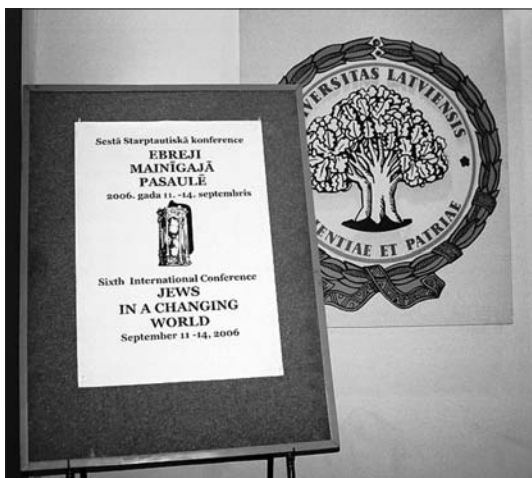 Sestā Starptautiskā konference
EBREJI
MAINĪGAJĀ
PASAULĒ
2006. gada 11. -14. septembris
Sixth International Conference
JEWS
IN A CHANGING
WORLD
September 11 -14, 2006
VERSITAS LATVIENSIS
ENTIAE ET PATRIAE